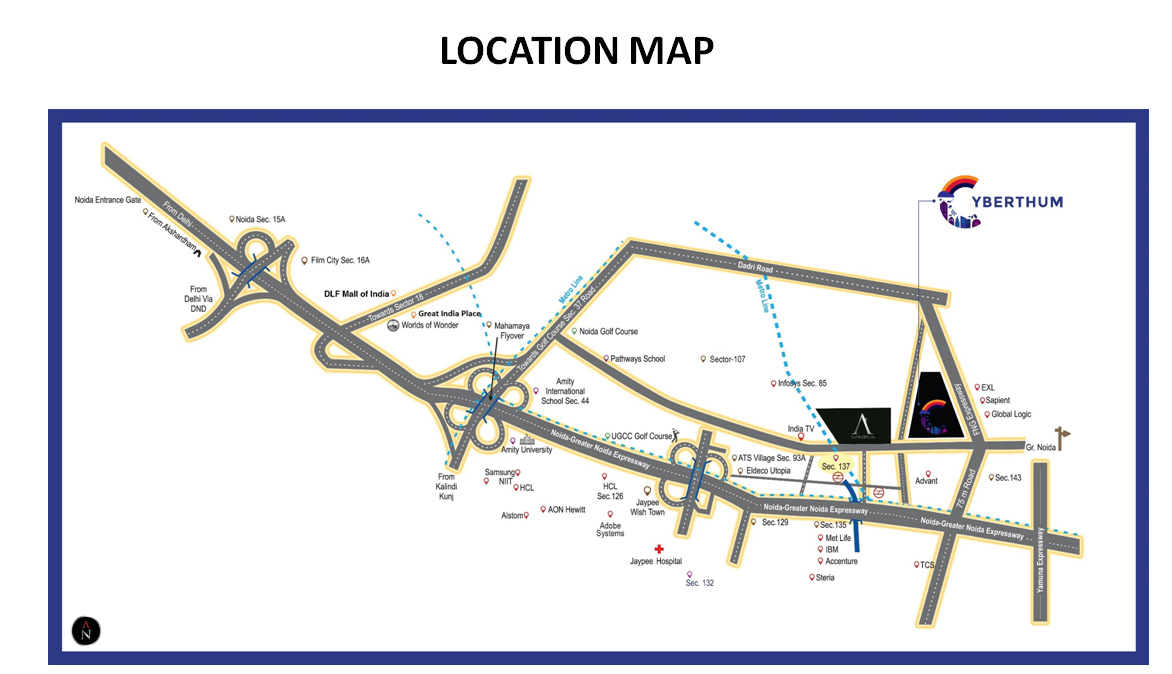 LOCATION MAP
YBERTHUM
Noida Entrance Gate
From Delhi
From Akshardham
Noida Sec. 15A
Film City Sec. 16A
From
Delhi Via
DND
DLF Mall of India
Towards Sector 18
Great India Place
Worlds of Wonder
Mahamaya
Flyover
Metro Line
Towards Golf Course Sec. 37 Road
Dadri Road
Metro Line
Noida Golf Course
Pathways School
Sector-107
Infosys Sec. 85
Amity
International
School Sec. 44
EXL
Sapient
Global Logic
FNG Expressway
India TV
UGCC Golf Course
Noida-Greater Noida Expressway
Amity University
Gr. Noida
ATS Village Sec. 93A
Eldeco Utopia
Sec. 137
From
Kalindi
Kunj
Samsung
NIIT
HCL
HCL
Sec.126
Jaypee
Wish Town
Advant
75 m Road
Sec.143
Alstom
AON Hewitt
Adobe
Systems
Noida-Greater Noida Expressway
Noida-Greater Noida Expressway
Sec.129
Sec.135
Met Life
IBM
Accenture
Steria
Jaypee Hospital
Sec. 132
TCS
Yamuna Expressway
N